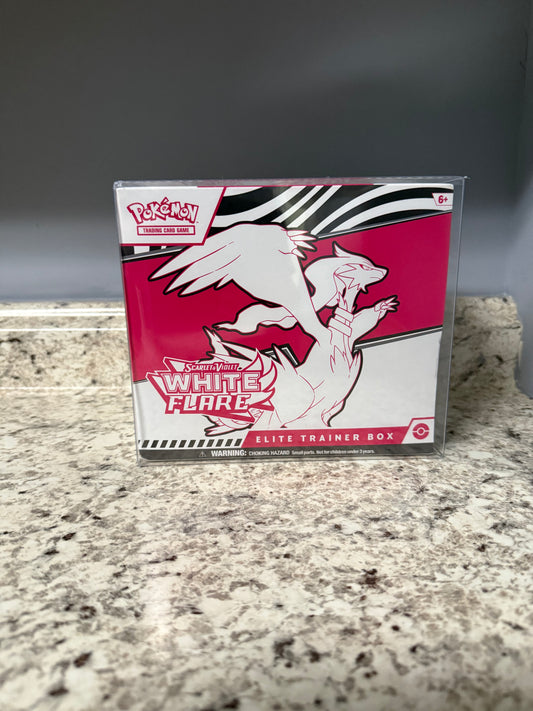 POKéMON
TRADING CARD GAME
6+
SCARLET & VIOLET
WHITE
FLARE
ELITE TRAINER BOX
WARNING: CHOKING HAZARD Small parts. Not for children under 3 years.